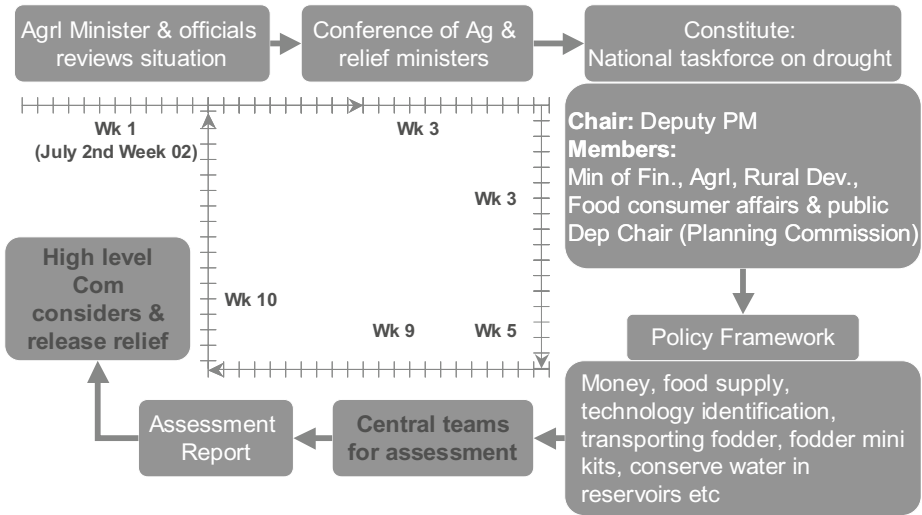 Agrl Minister & officials
reviews situation
Conference of Ag &
relief ministers
Constitute:
National taskforce on drought
Wk 1
(July 2nd Week 02)
Wk 3
Chair: Deputy PM
Members:
Min of Fin., Agrl, Rural Dev.,
Food consumer affairs & public
Dep Chair (Planning Commission)
Wk 3
High level
Com
considers &
release relief
Wk 10
Wk 9
Wk 5
Policy Framework
Money, food supply,
technology identification,
transporting fodder, fodder mini
kits, conserve water in
reservoirs etc
Central teams
for assessment
Assessment
Report